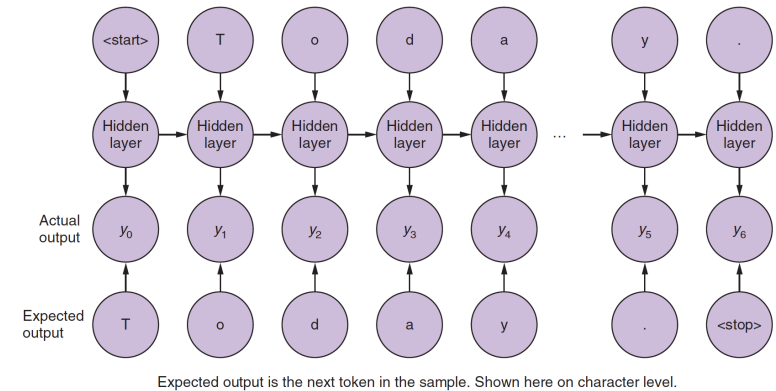 <start> T o d a y .
Hidden layer Hidden layer Hidden layer Hidden layer Hidden layer ... Hidden layer Hidden layer
Actual output y0 y1 y2 y3 y4 y5 y6
Expected output T o d a y . <stop>
Expected output is the next token in the sample. Shown here on character level.